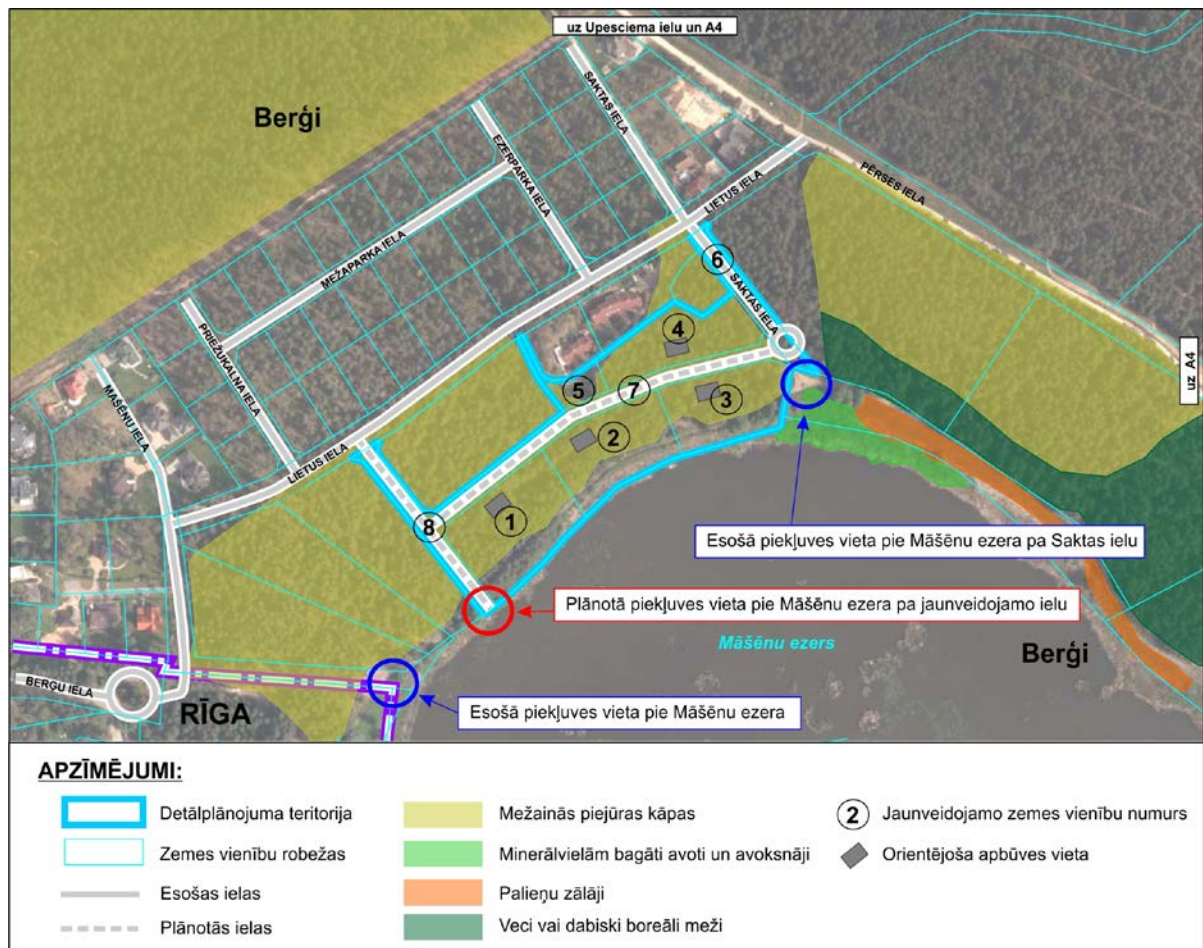 uz Upesciema ielu un A4
Berģi
SAKTAS IELA
EZERPARKA IELA
LIETUS IELA
PĒRSES IELA
MEŽAPARKA IELA
PRIEŽUKALNA IELA
MĀŠĒNU IELA
6
SAKTAS IELA
4
5
7
3
2
uz A4
LIETUS IELA
1
8
Esošā piekļuves vieta pie Māšēnu ezera pa Saktas ielu
Plānotā piekļuves vieta pie Māšēnu ezera pa jaunveidojamo ielu
Māšēnu ezers
Berģi
BERĢU IELA
RĪGA
Esošā piekļuves vieta pie Māšēnu ezera
APZĪMĒJUMI:
Detālplānojuma teritorija
Zemes vienību robežas
Esošas ielas
Plānotās ielas
Mežainās piejūras kāpas
Minerālvielām bagāti avoti un avoksnāji
Palieņu zālāji
Veci vai dabiski boreāli meži
2
Jaunveidojamo zemes vienību numurs
Orientējoša apbūves vieta